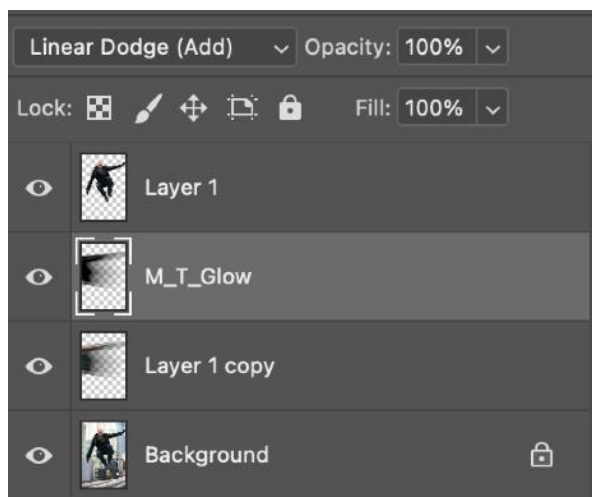 Linear Dodge (Add) Opacity: 100%
Lock: Fill: 100%
Layer 1
M_T_Glow
Layer 1 copy
Background